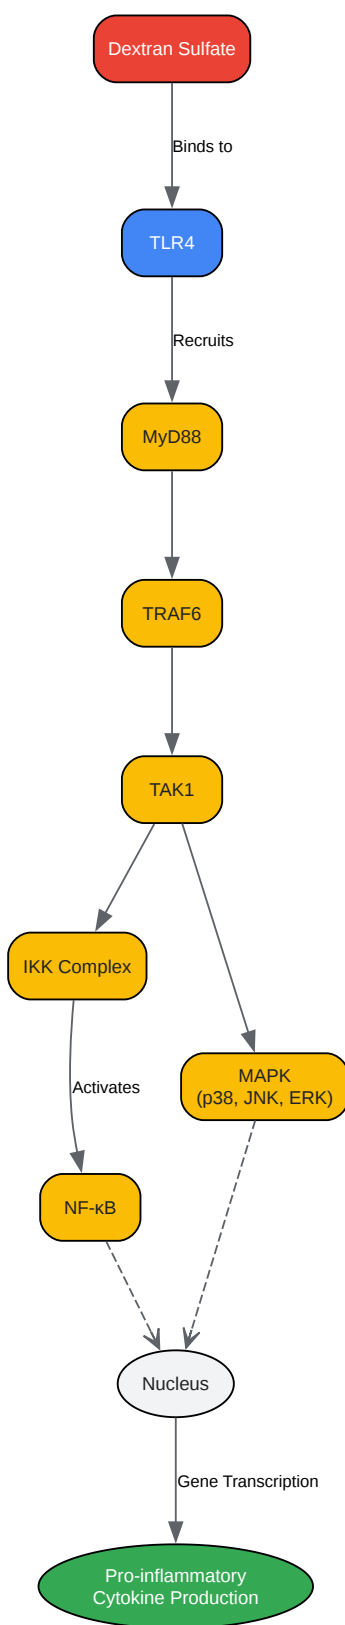 Dextran Sulfate
Binds to
TLR4
Recruits
MyD88
TRAF6
TAK1
IKK Complex
MAPK
(p38, JNK, ERK)
Activates
NF-κB
Nucleus
Gene Transcription
Pro-inflammatory
Cytokine Production